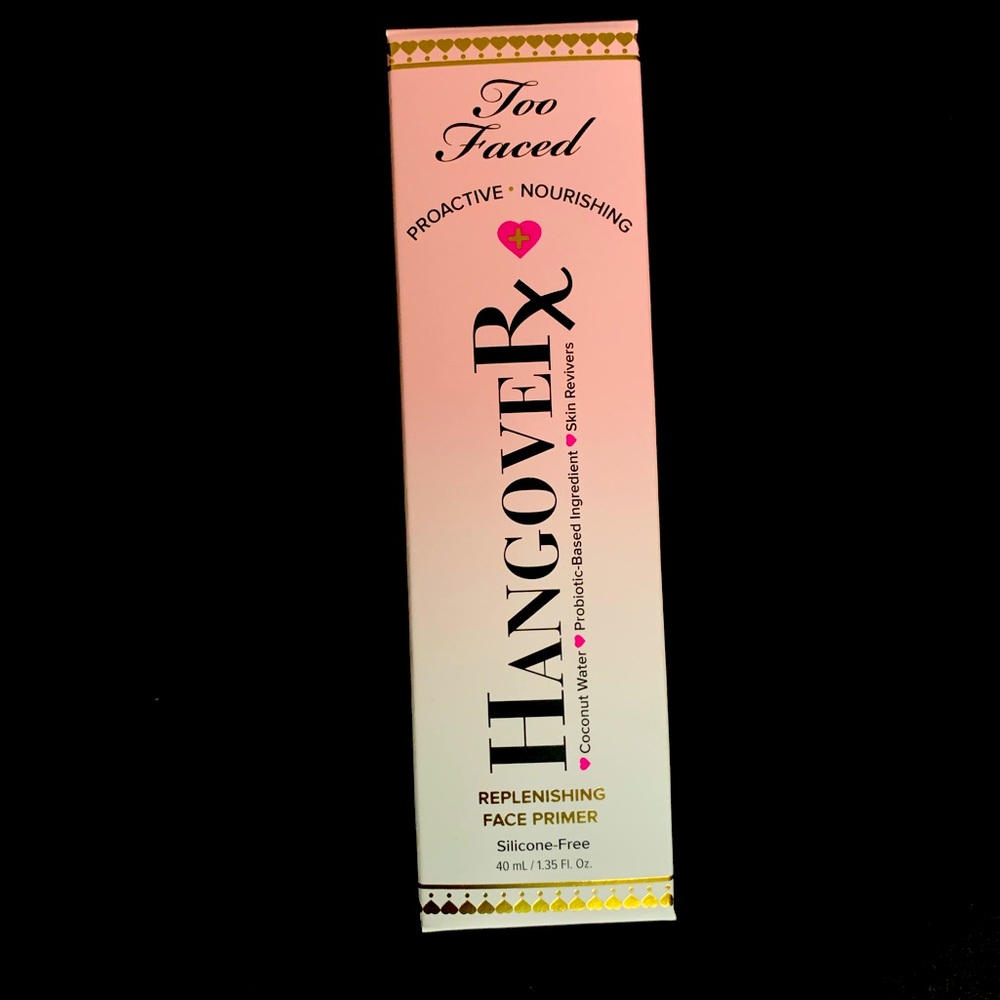 Too
Faced
PROACTIVE • NOURISHING
HANGOVERx
Coconut Water Probiotic-Based Ingredient Skin Revivers
REPLENISHING
FACE PRIMER
Silicone-Free
40 mL / 1.35 Fl. Oz.